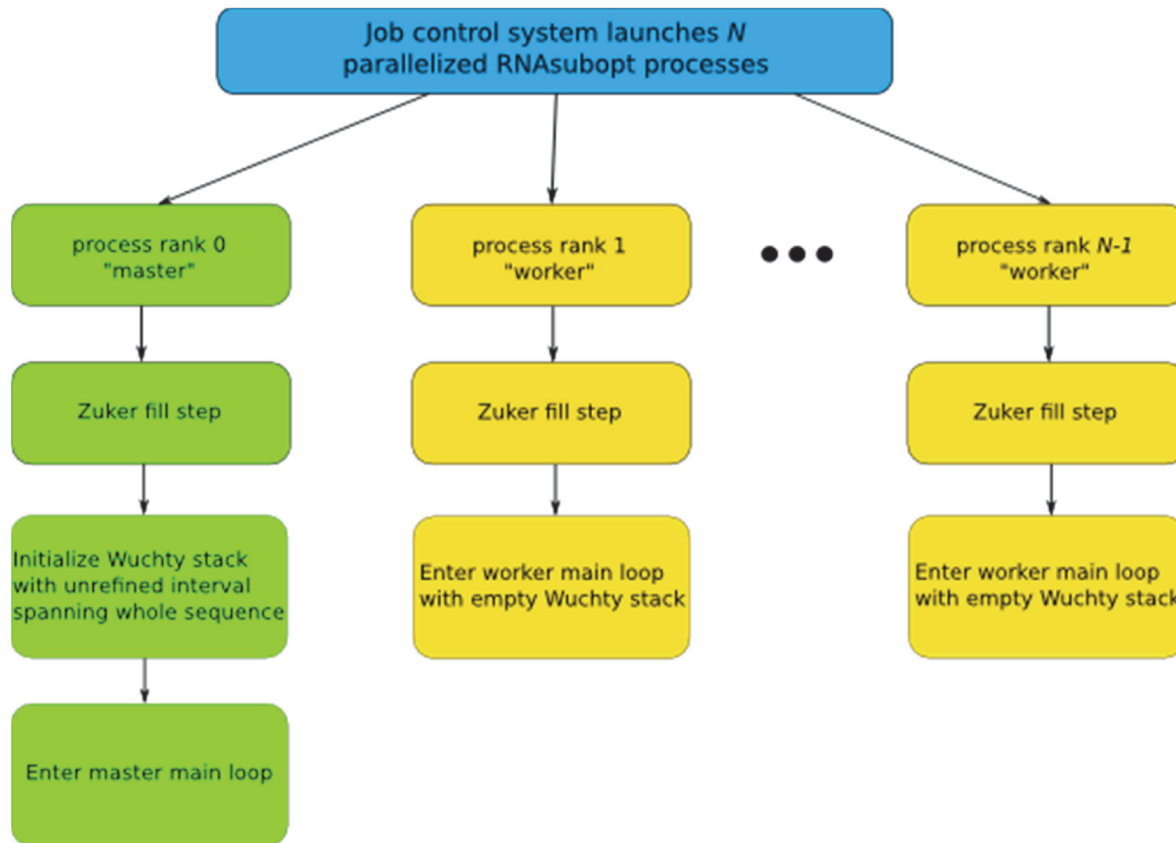 Job control system launches N
parallelized RNAsubopt processes
process rank 0
"master"
process rank 1
"worker"
process rank N-1
"worker"
Zuker fill step
Zuker fill step
Zuker fill step
Initialize Wuchty stack
with unrefined interval
spanning whole sequence
Enter worker main loop
with empty Wuchty stack
Enter worker main loop
with empty Wuchty stack
Enter master main loop